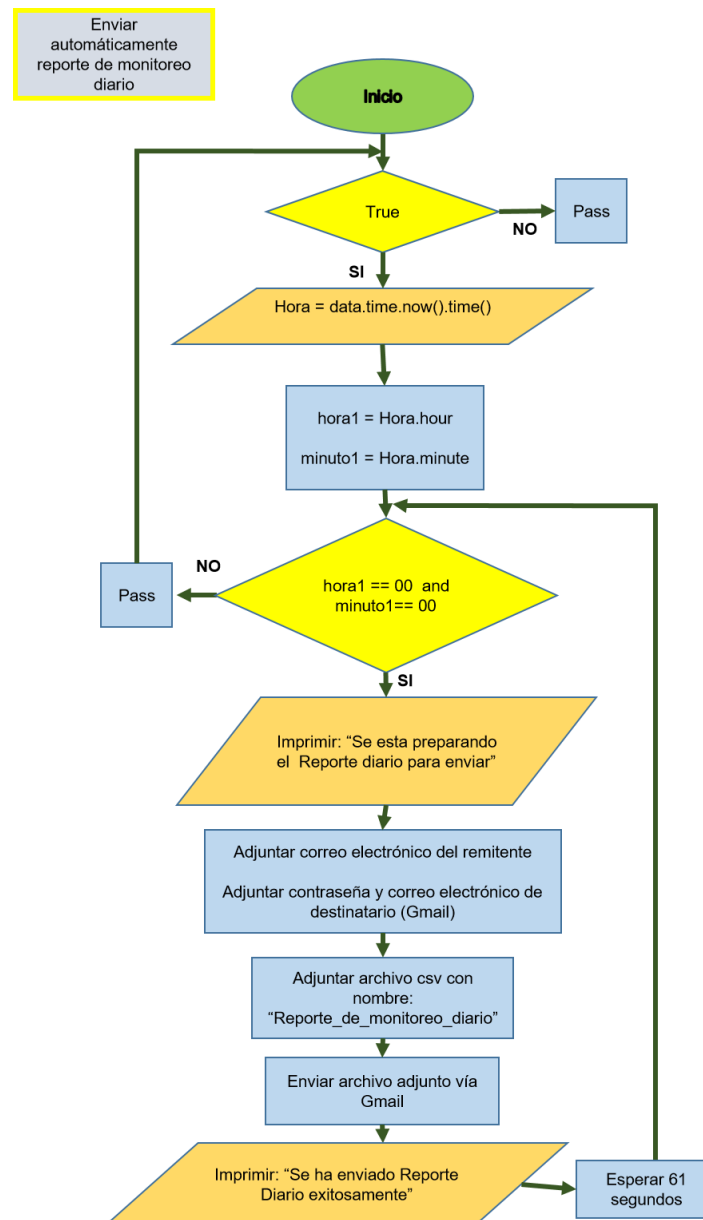 Enviar
automáticamente
reporte de monitoreo
diario
Inicio
True
NO
Pass
SI
Hora = data.time.now().time()
hora1 = Hora.hour
minuto1 = Hora.minute
NO
Pass
hora1 == 00 and
minuto1== 00
SI
Imprimir: “Se esta preparando
el Reporte diario para enviar”
Adjuntar correo electrónico del remitente
Adjuntar contraseña y correo electrónico de
destinatario (Gmail)
Adjuntar archivo csv con
nombre:
“Reporte_de_monitoreo_diario”
Enviar archivo adjunto vía
Gmail
Imprimir: “Se ha enviado Reporte
Diario exitosamente”
Esperar 61
segundos